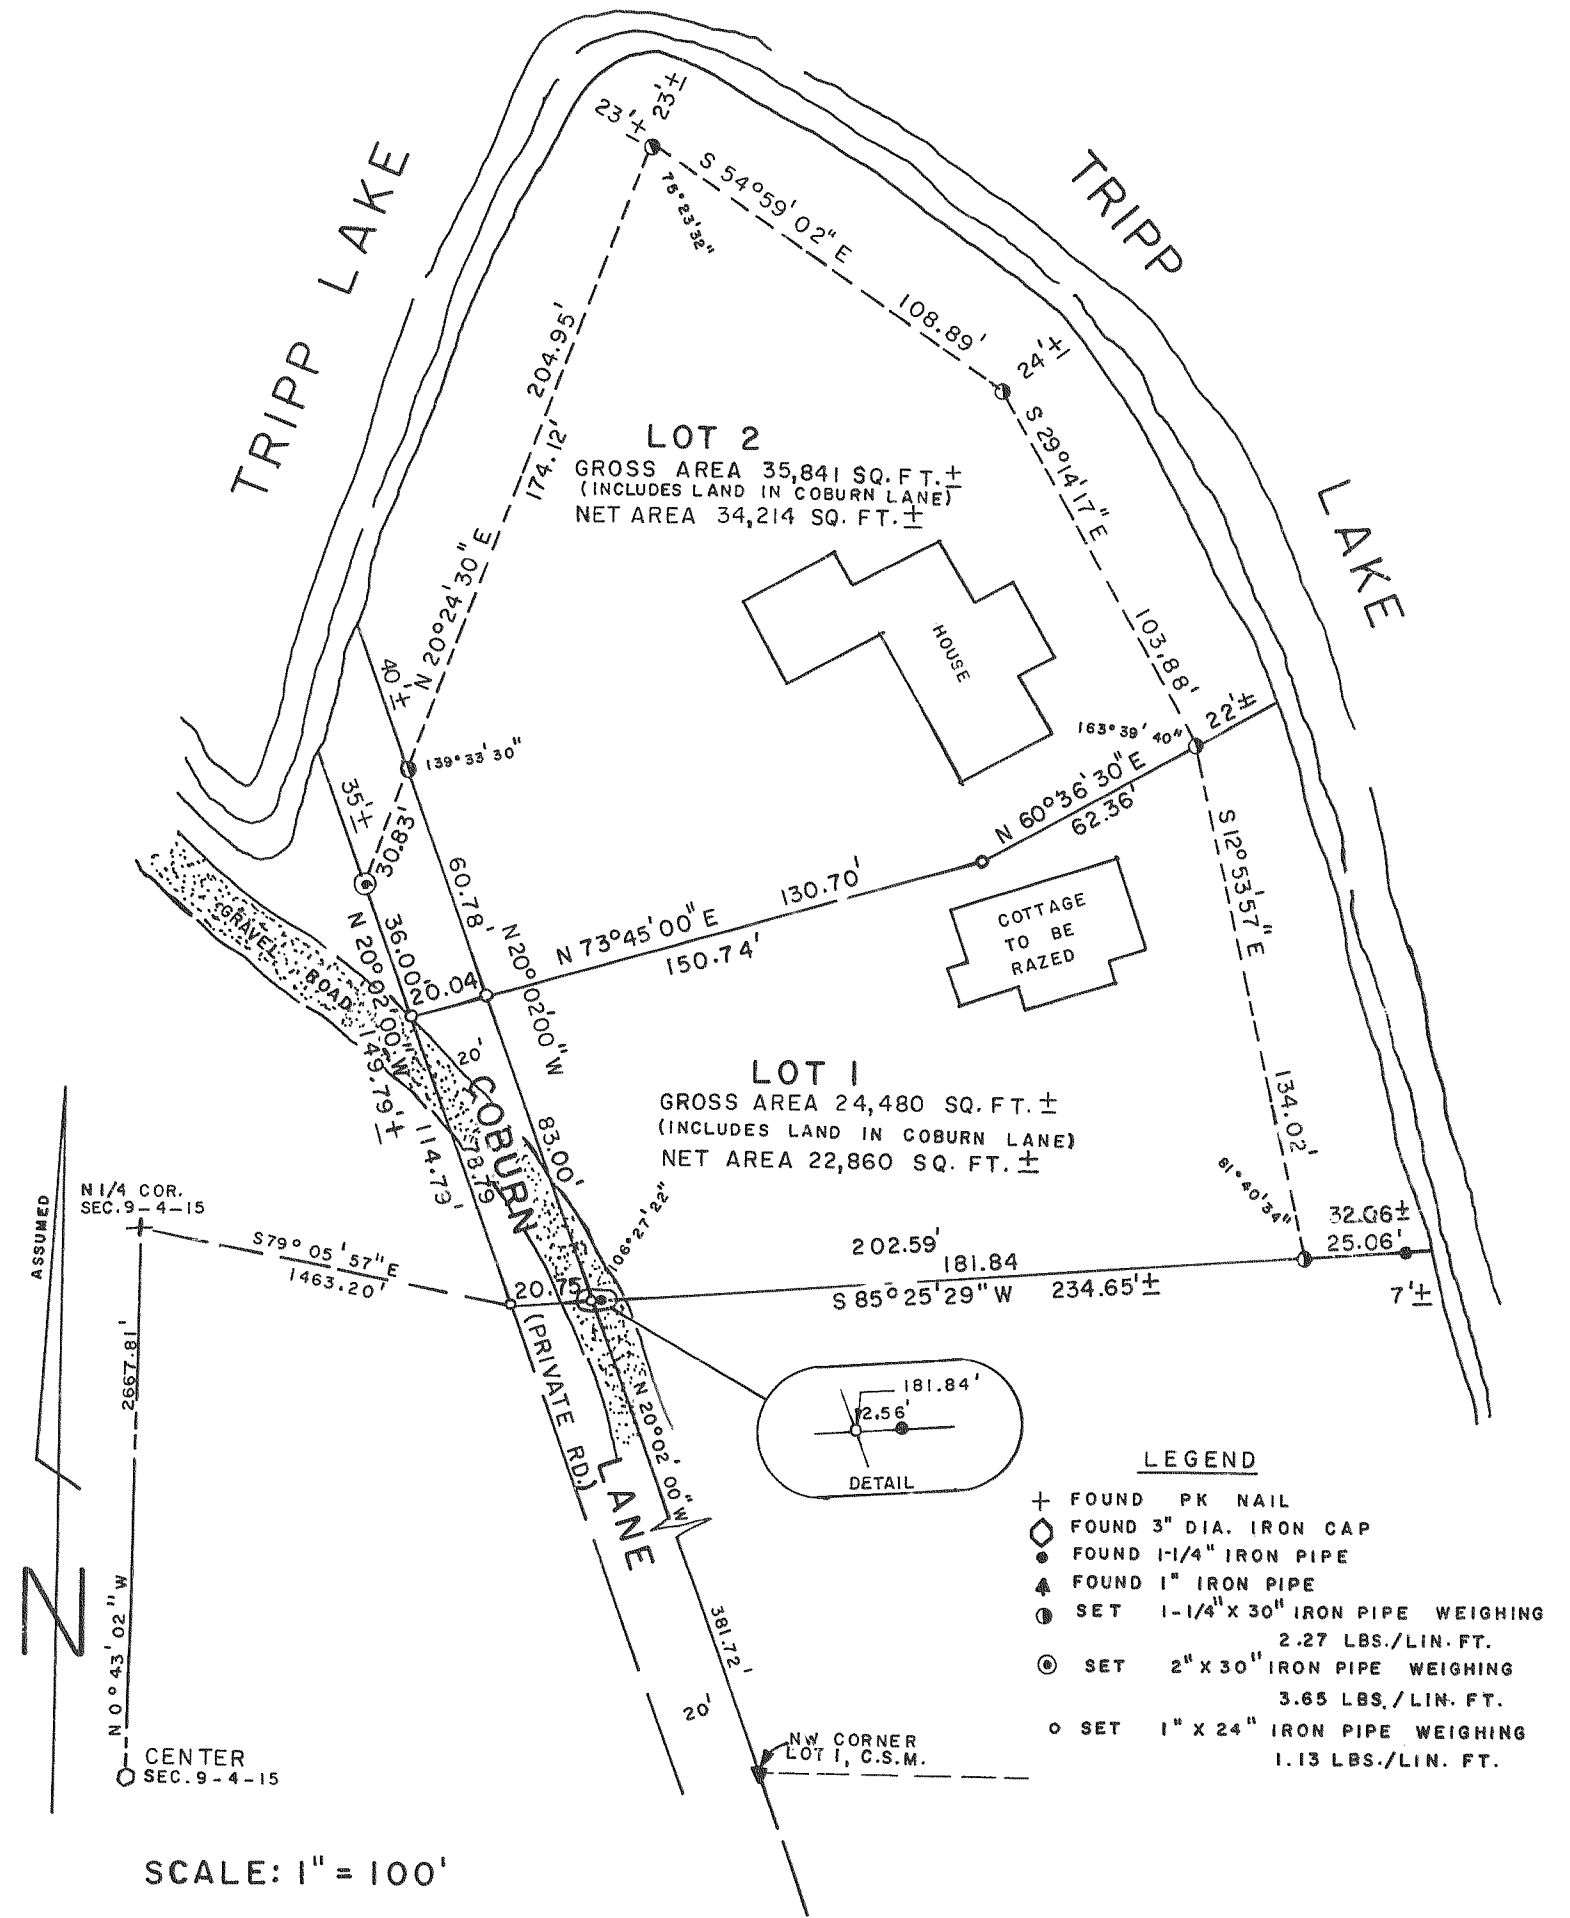 TRIPP LAKE
TRIPP
LAKE
23'±
23'±
75°23'32"
S 54°59'02" E
108.89'
24'±
S 29°14'17" E
103.88'
204.95'
174.12'
N 20°24'30" E
LOT 2
GROSS AREA 35,841 SQ. FT. ±
(INCLUDES LAND IN COBURN LANE)
NET AREA 34,214 SQ. FT. ±
HOUSE
40'±
139°33'30"
35'±
30.83'
163°39'40"
22'±
N 60°36'30" E
62.36'
60.78'
N 73°45'00" E
130.70'
150.74'
S 12°53'57" E
134.02'
COTTAGE
TO BE
RAZED
GRAVEL ROAD
N 20°02'00" W
36.00'
149.79'±
20.04
N 20°02'00" W
20'
COBURN
LANE
(PRIVATE RD.)
83.00'
114.79'
78.79
LOT 1
GROSS AREA 24,480 SQ. FT. ±
(INCLUDES LAND IN COBURN LANE)
NET AREA 22,860 SQ. FT. ±
106°27'22"
81°40'34"
32.06±
25.06'
7'±
202.59'
181.84
S 85°25'29" W
234.65'±
20.75
ASSUMED
N
N 1/4 COR.
SEC. 9-4-15
S79°05'57" E
1463.20'
2667.81'
N 0°43'02" W
CENTER
SEC. 9-4-15
181.84'
2.56'
DETAIL
N 20°02'00" W
381.72'
20'
NW CORNER
LOT 1, C.S.M.
LEGEND
+ FOUND PK NAIL
FOUND 3" DIA. IRON CAP
FOUND 1-1/4" IRON PIPE
FOUND 1" IRON PIPE
SET 1-1/4" X 30" IRON PIPE WEIGHING
2.27 LBS./LIN. FT.
SET 2" X 30" IRON PIPE WEIGHING
3.65 LBS./LIN. FT.
SET 1" X 24" IRON PIPE WEIGHING
1.13 LBS./LIN. FT.
SCALE: 1" = 100'